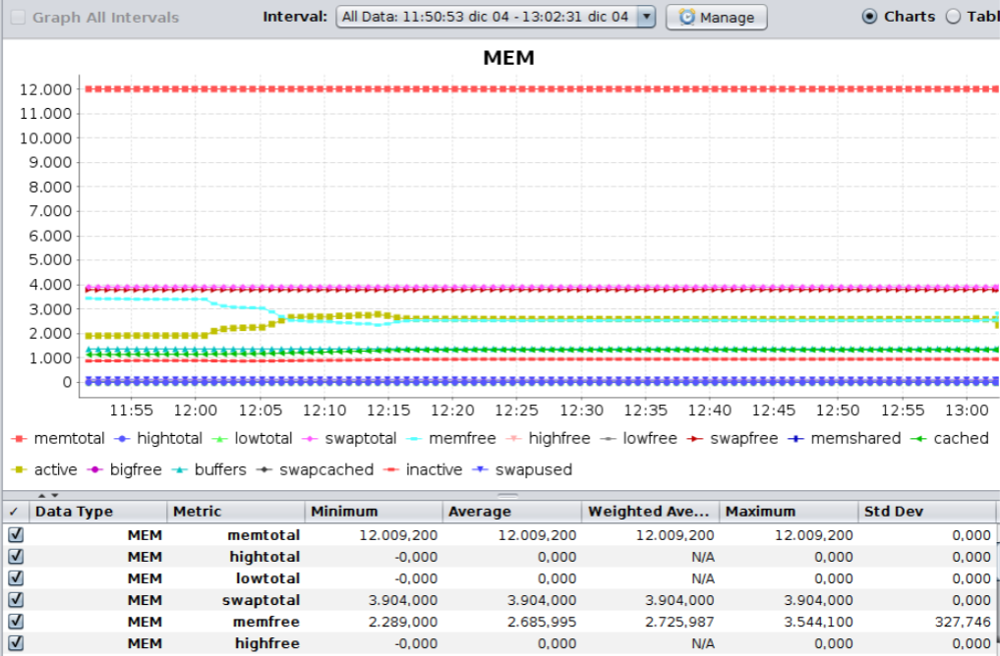 Graph All Intervals Interval: All Data: 11:50:53 dic 04 - 13:02:31 dic 04 Manage Charts Tabl
MEM
12.000
11.000
10.000
9.000
8.000
7.000
6.000
5.000
4.000
3.000
2.000
1.000
0
11:55 12:00 12:05 12:10 12:15 12:20 12:25 12:30 12:35 12:40 12:45 12:50 12:55 13:00
memtotal hightotal lowtotal swaptotal memfree highfree lowfree swapfree memshared cached
active bigfree buffers swapcached inactive swapused
✓ Data Type Metric Minimum Average Weighted Ave... Maximum Std Dev
MEM memtotal 12.009,200 12.009,200 12.009,200 12.009,200 0,000
MEM hightotal -0,000 0,000 N/A 0,000 0,000
MEM lowtotal -0,000 0,000 N/A 0,000 0,000
MEM swaptotal 3.904,000 3.904,000 3.904,000 3.904,000 0,000
MEM memfree 2.289,000 2.685,995 2.725,987 3.544,100 327,746
MEM highfree -0,000 0,000 N/A 0,000 0,000